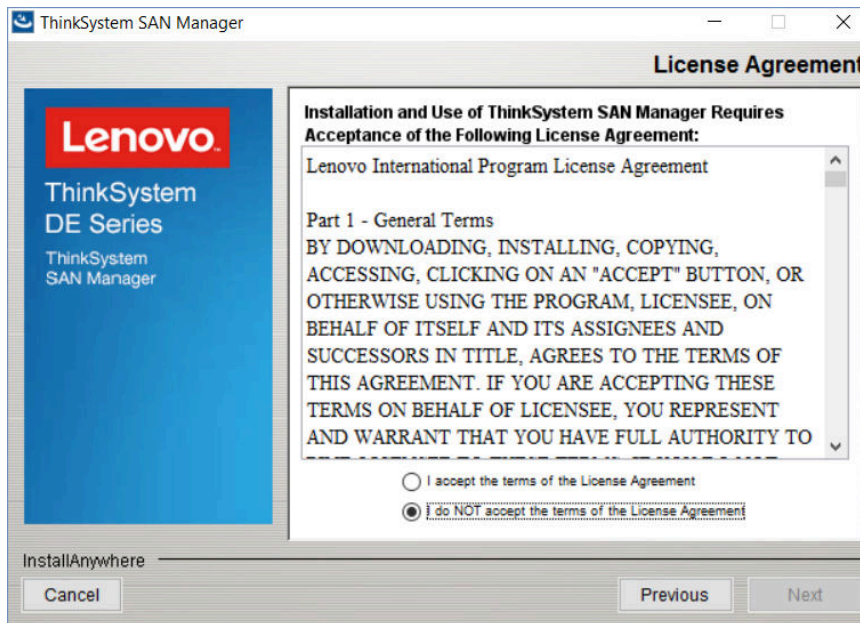 ThinkSystem SAN Manager
License Agreement
Lenovo
ThinkSystem
DE Series
ThinkSystem
SAN Manager
Installation and Use of ThinkSystem SAN Manager Requires
Acceptance of the Following License Agreement:
Lenovo International Program License Agreement
Part 1 - General Terms
BY DOWNLOADING, INSTALLING, COPYING,
ACCESSING, CLICKING ON AN "ACCEPT" BUTTON, OR
OTHERWISE USING THE PROGRAM, LICENSEE, ON
BEHALF OF ITSELF AND ITS ASSIGNEES AND
SUCCESSORS IN TITLE, AGREES TO THE TERMS OF
THIS AGREEMENT. IF YOU ARE ACCEPTING THESE
TERMS ON BEHALF OF LICENSEE, YOU REPRESENT
AND WARRANT THAT YOU HAVE FULL AUTHORITY TO
I accept the terms of the License Agreement
I do NOT accept the terms of the License Agreement
InstallAnywhere
Cancel
Previous
Next